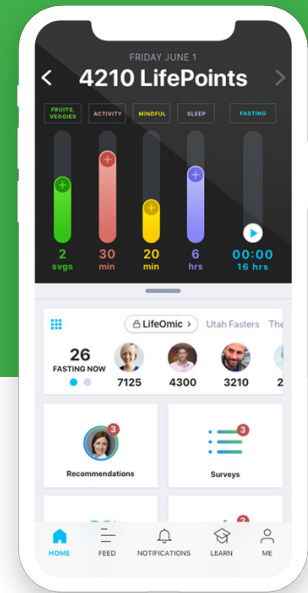 FRIDAY JUNE 1
4210 LifePoints
FRUITS, VEGGIES
ACTIVITY
MINDFUL
SLEEP
FASTING
2 svgs
30 min
20 min
6 hrs
00:00
16 hrs
LifeOmic >
Utah Fasters
The
26
FASTING NOW
7125
4300
3210
2
3
Recommendations
3
Surveys
HOME
FEED
NOTIFICATIONS
LEARN
ME